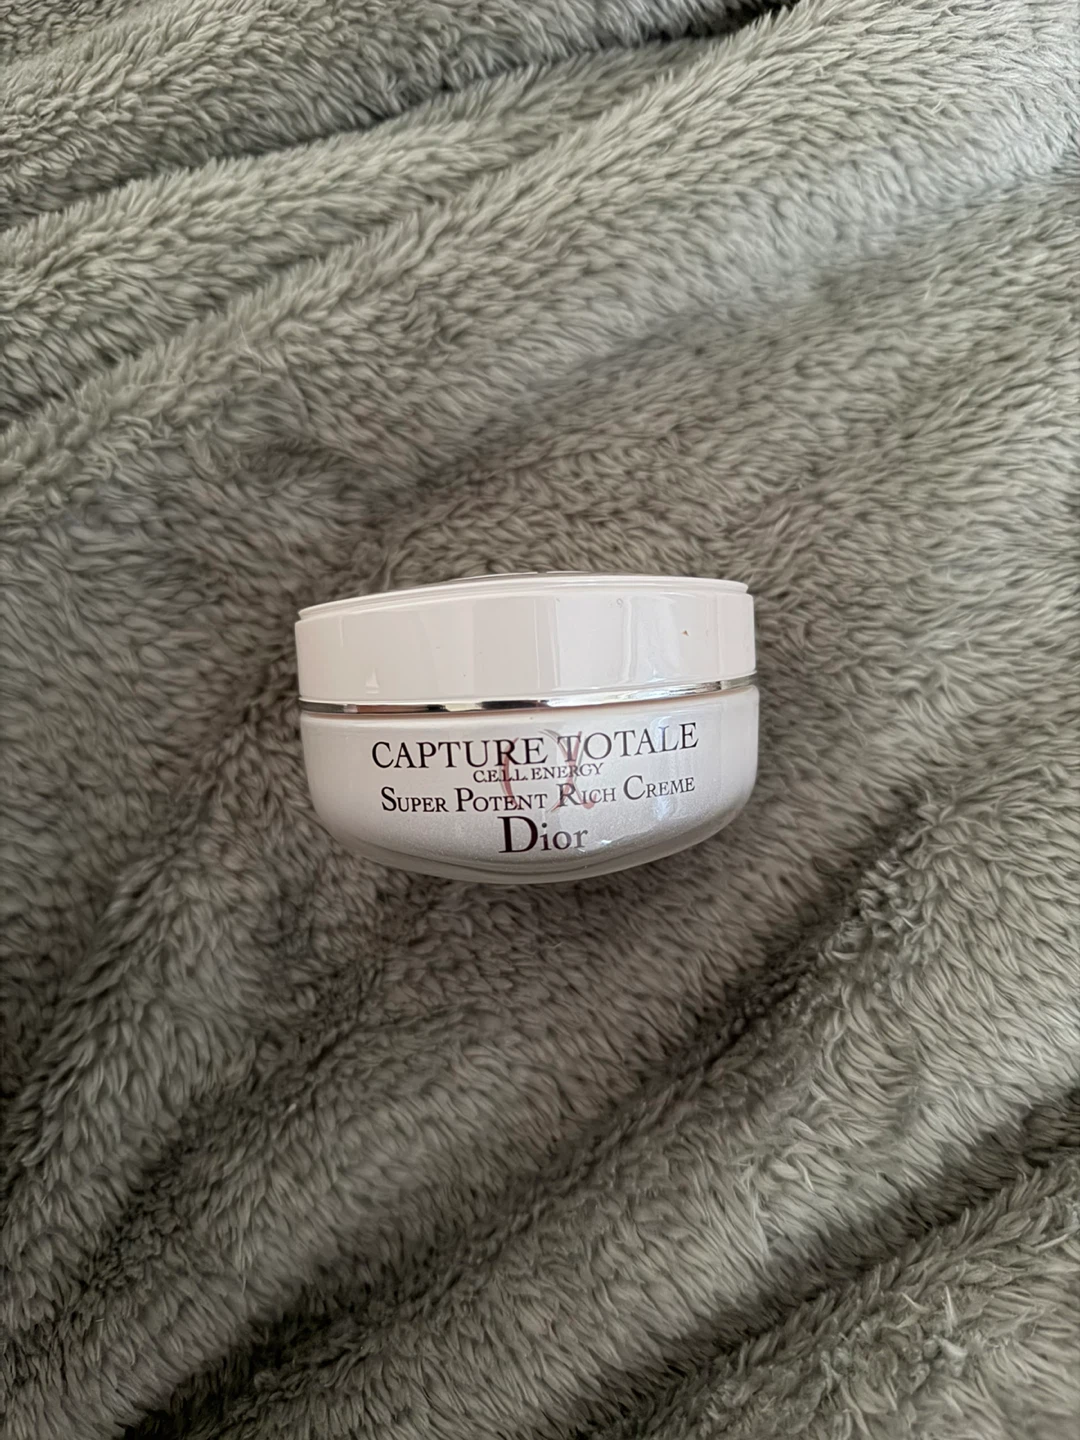 CAPTURE TOTALE
C.E.L.L. ENERGY
SUPER POTENT RICH CREME
Dior